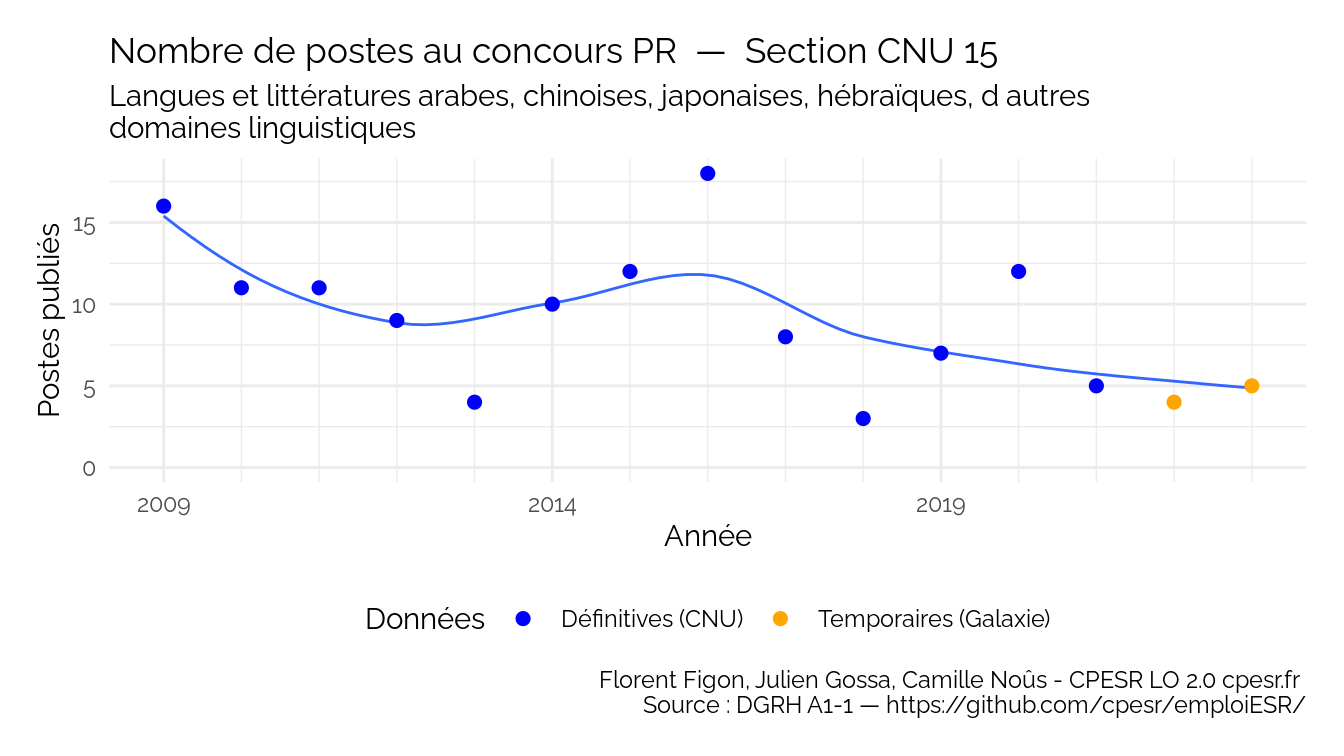 Nombre de postes au concours PR — Section CNU 15
Langues et littératures arabes, chinoises, japonaises, hébraïques, d autres
domaines linguistiques
Postes publiés
15
10
5
0
2009
2014
2019
Année
Données
Définitives (CNU)
Temporaires (Galaxie)
Florent Figon, Julien Gossa, Camille Noûs - CPESR LO 2.0 cpesr.fr
Source : DGRH A1-1 — https://github.com/cpesr/emploiESR/